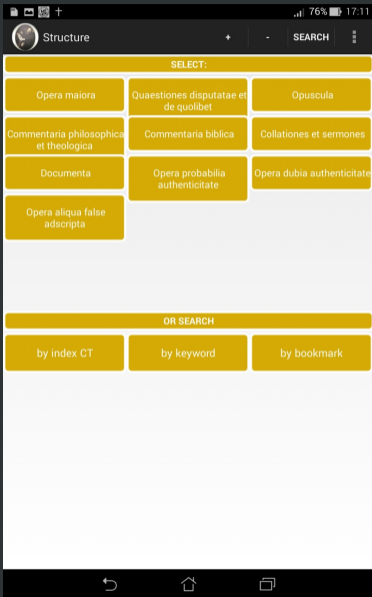 76% 17:11
Structure + - SEARCH
SELECT:
Opera maiora
Quaestiones disputatae et
de quolibet
Opuscula
Commentaria philosophica
et theologica
Commentaria biblica
Collationes et sermones
Documenta
Opera probabilia
authenticitate
Opera dubia authenticitate
Opera aliqua false
adscripta
OR SEARCH
by index CT
by keyword
by bookmark